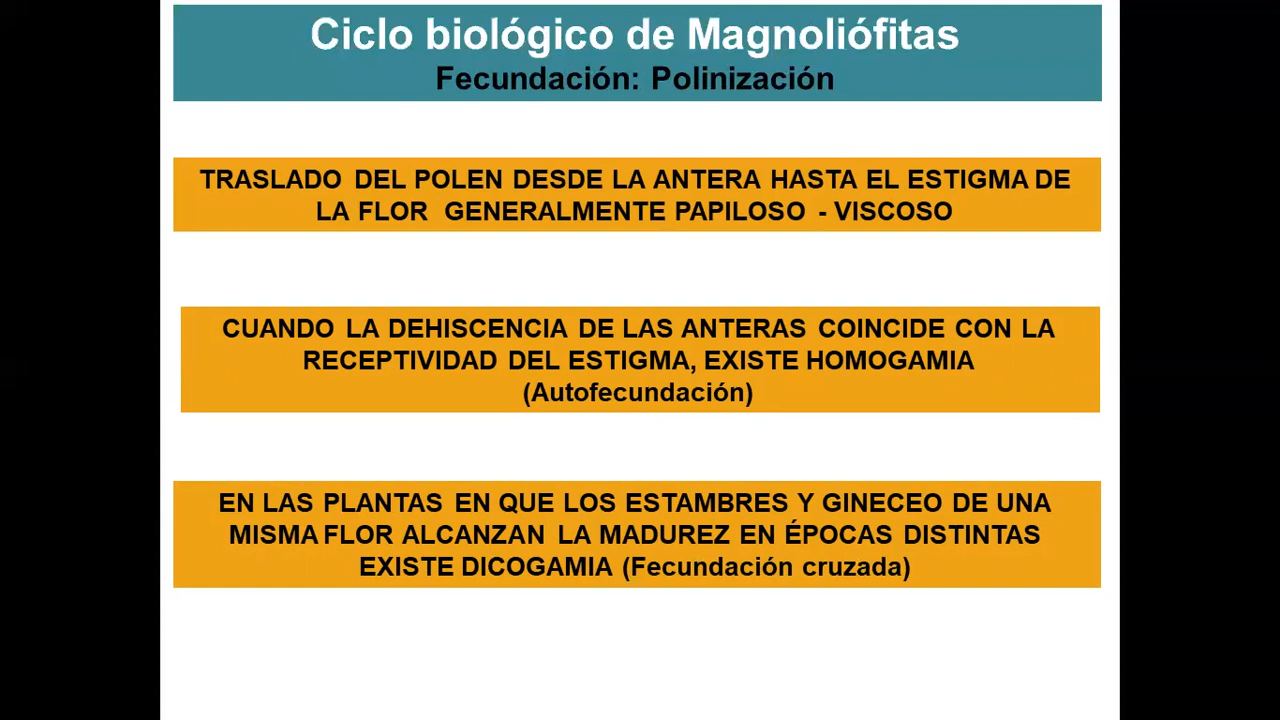 Ciclo biológico de Magnoliófitas
Fecundación: Polinización
TRASLADO DEL POLEN DESDE LA ANTERA HASTA EL ESTIGMA DE
LA FLOR GENERALMENTE PAPILOSO - VISCOSO
CUANDO LA DEHISCENCIA DE LAS ANTERAS COINCIDE CON LA
RECEPTIVIDAD DEL ESTIGMA, EXISTE HOMOGAMIA
(Autofecundación)
EN LAS PLANTAS EN QUE LOS ESTAMBRES Y GINECEO DE UNA
MISMA FLOR ALCANZAN LA MADUREZ EN ÉPOCAS DISTINTAS
EXISTE DICOGAMIA (Fecundación cruzada)